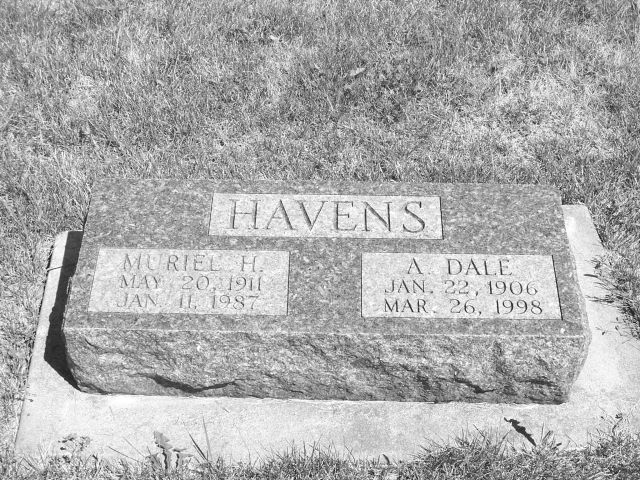 HAVENS
MURIEL H.
MAY 20, 1911
JAN. 11, 1987
A. DALE
JAN. 22, 1906
MAR. 26, 1998